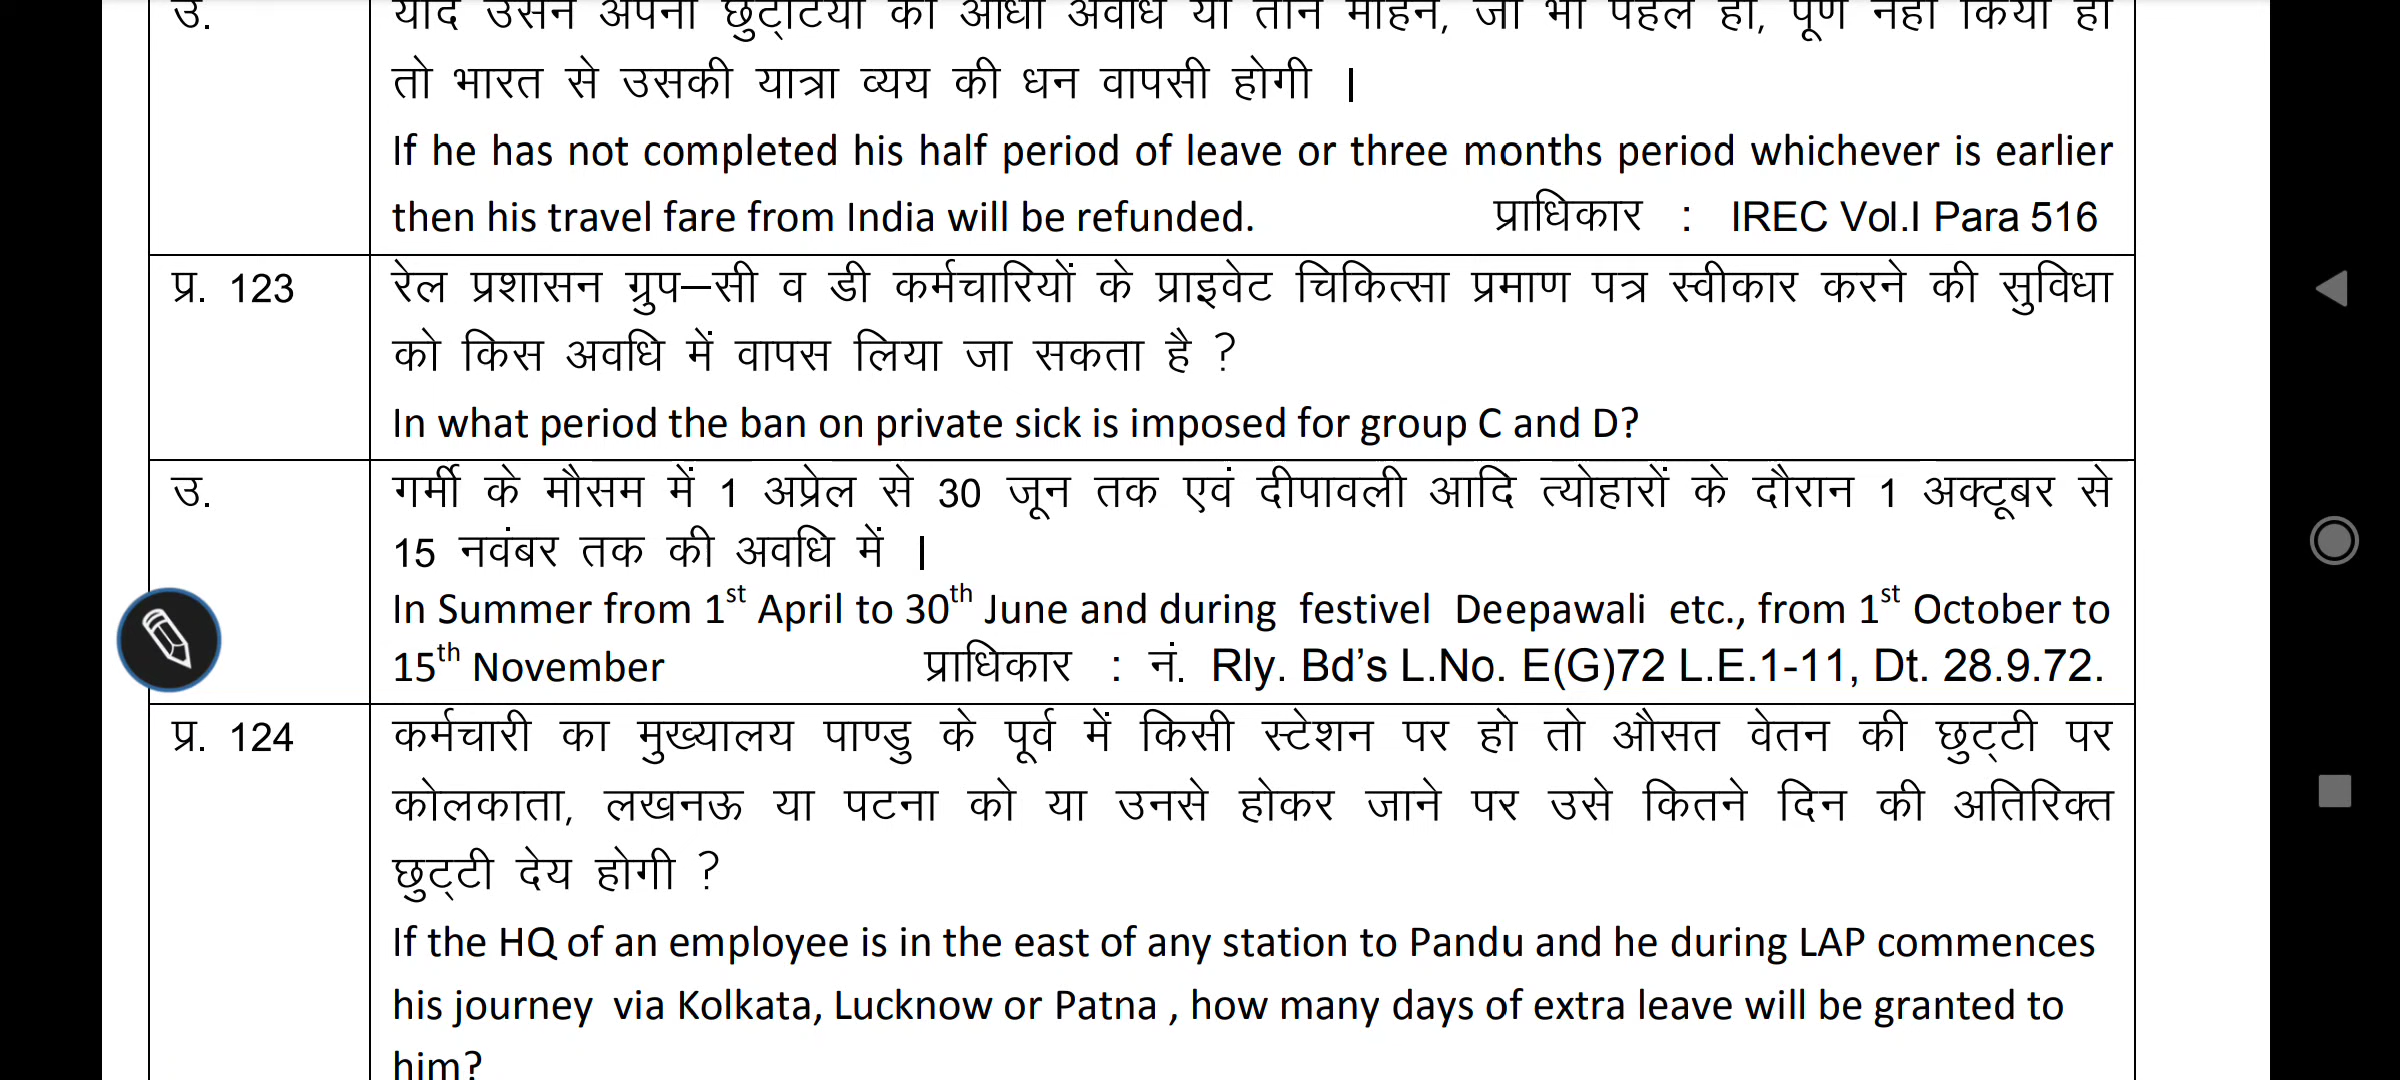 उ.
यदि उसने अपनी छुट्टियों की आधी अवधि या तीन महिने, जो भी पहले हो, पूर्ण नहीं किया हो
तो भारत से उसकी यात्रा व्यय की धन वापसी होगी ।
If he has not completed his half period of leave or three months period whichever is earlier
then his travel fare from India will be refunded. प्राधिकार : IREC Vol.I Para 516
प्र. 123
रेल प्रशासन ग्रुप–सी व डी कर्मचारियों के प्राइवेट चिकित्सा प्रमाण पत्र स्वीकार करने की सुविधा
को किस अवधि में वापस लिया जा सकता है ?
In what period the ban on private sick is imposed for group C and D?
उ.
गर्मी के मौसम में 1 अप्रेल से 30 जून तक एवं दीपावली आदि त्योहारों के दौरान 1 अक्टूबर से
15 नवंबर तक की अवधि में ।
In Summer from 1st April to 30th June and during festivel Deepawali etc., from 1st October to
15th November प्राधिकार : नं. Rly. Bd’s L.No. E(G)72 L.E.1-11, Dt. 28.9.72.
प्र. 124
कर्मचारी का मुख्यालय पाण्डु के पूर्व में किसी स्टेशन पर हो तो औसत वेतन की छुट्टी पर
कोलकाता, लखनऊ या पटना को या उनसे होकर जाने पर उसे कितने दिन की अतिरिक्त
छुट्टी देय होगी ?
If the HQ of an employee is in the east of any station to Pandu and he during LAP commences
his journey via Kolkata, Lucknow or Patna , how many days of extra leave will be granted to
him?